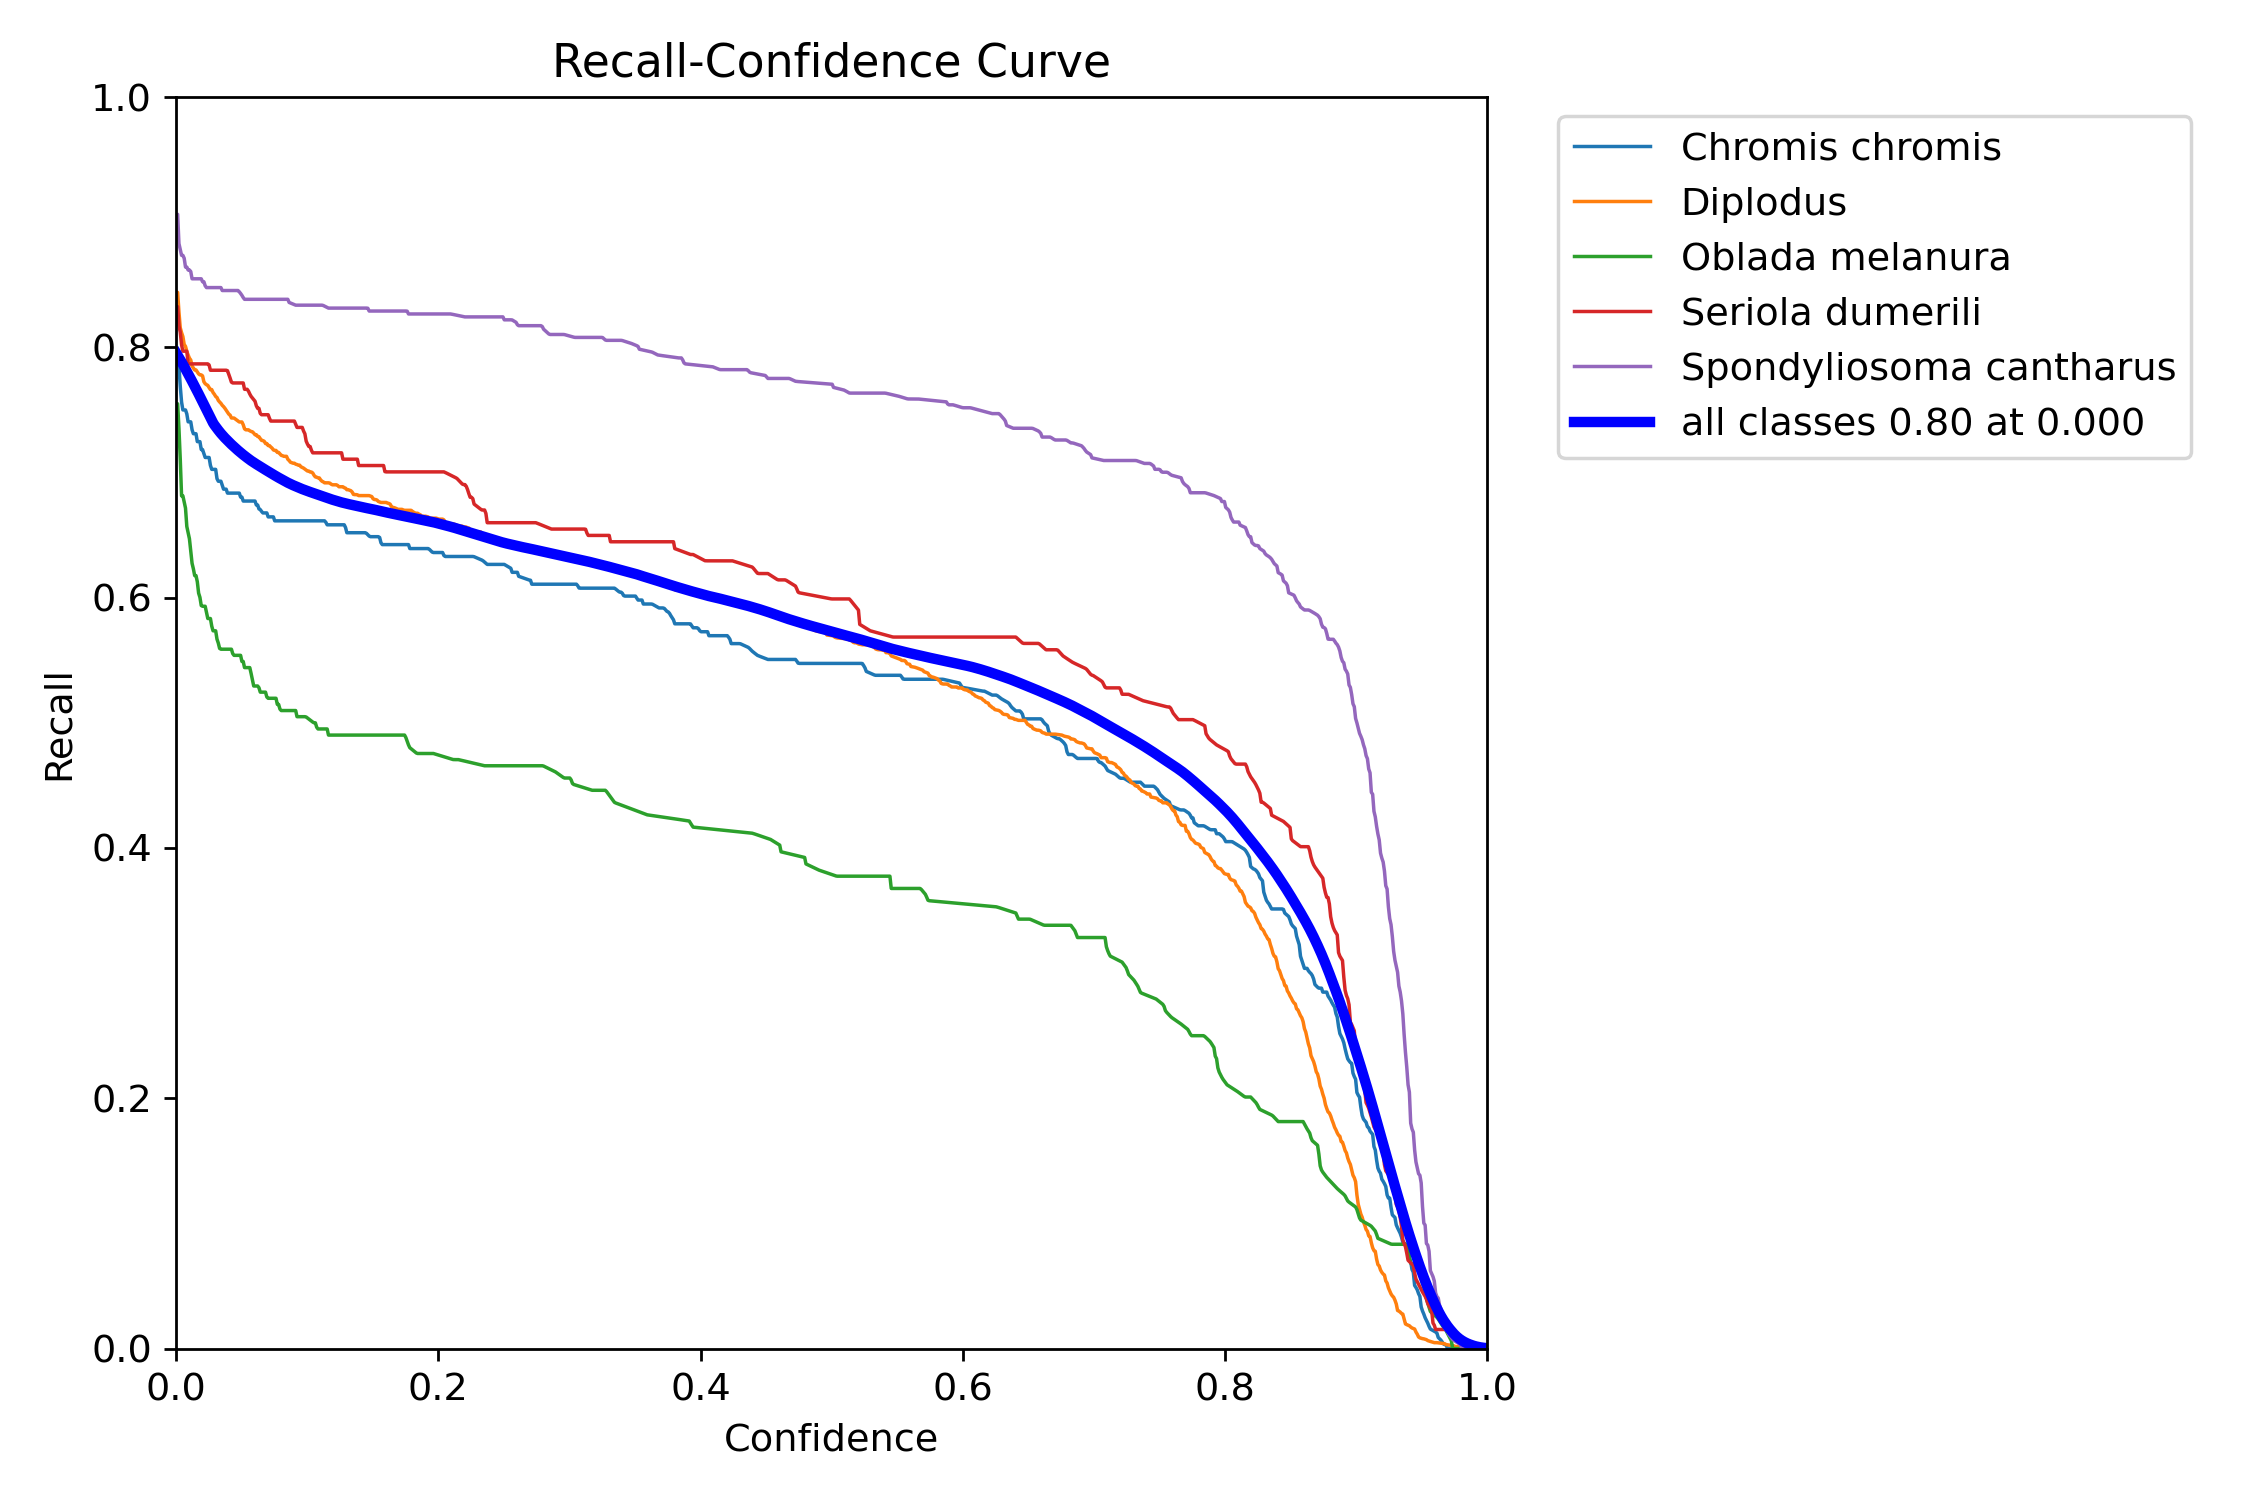 Recall-Confidence Curve
1.0
0.8
0.6
0.4
0.2
0.0
Recall
0.0 0.2 0.4 0.6 0.8 1.0
Confidence
Chromis chromis
Diplodus
Oblada melanura
Seriola dumerili
Spondyliosoma cantharus
all classes 0.80 at 0.000